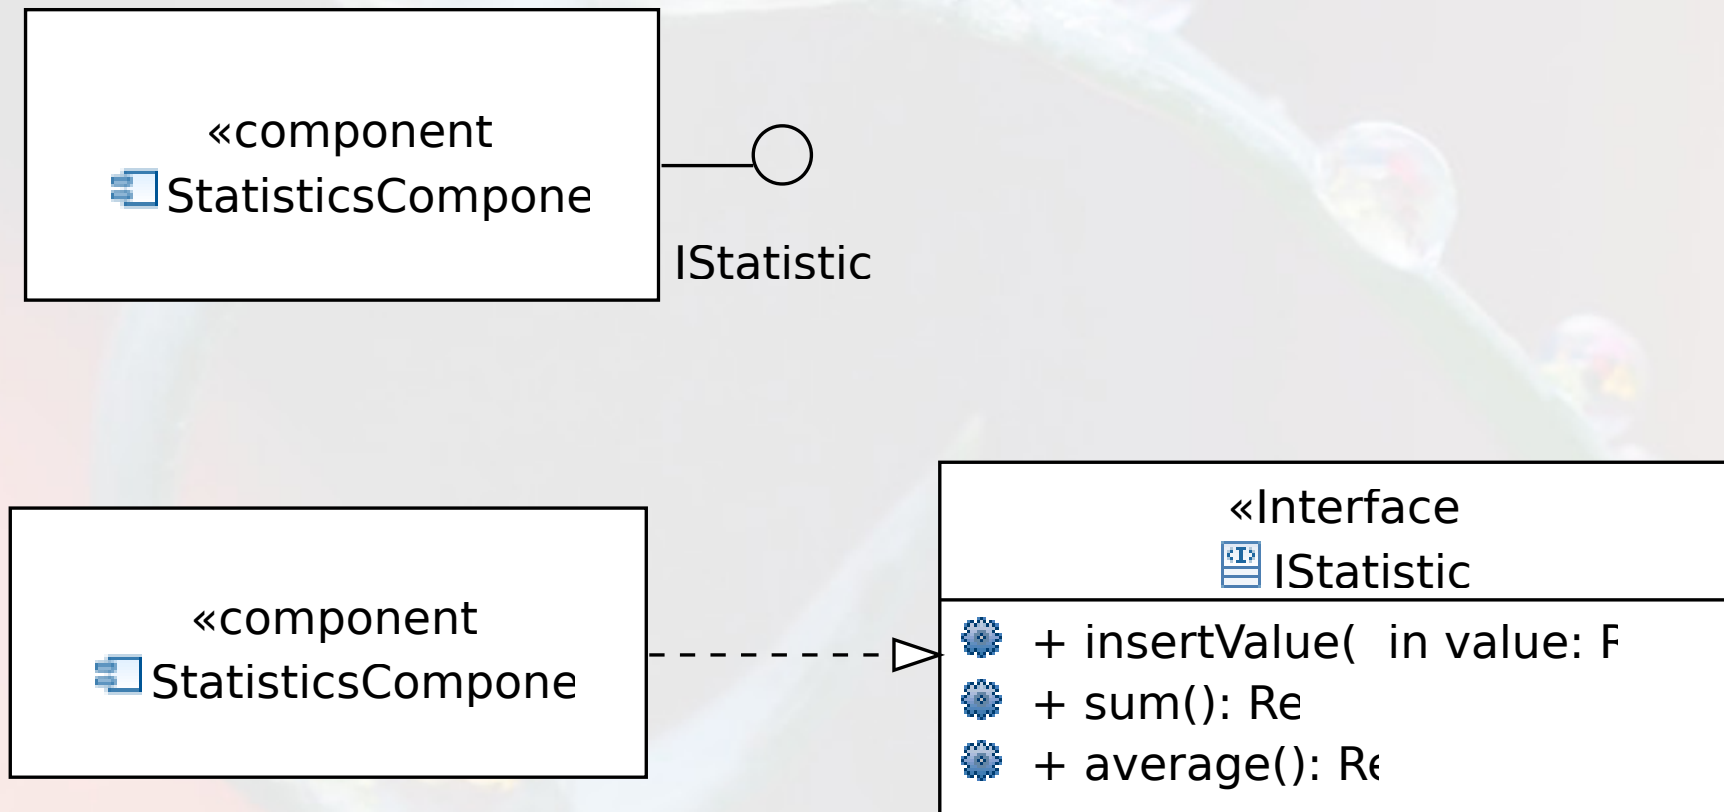 «component
StatisticsCompone
IStatistic
«Interface
IStatistic
«component
StatisticsCompone
+ insertValue( in value: R
+ sum(): Re
+ average(): Re